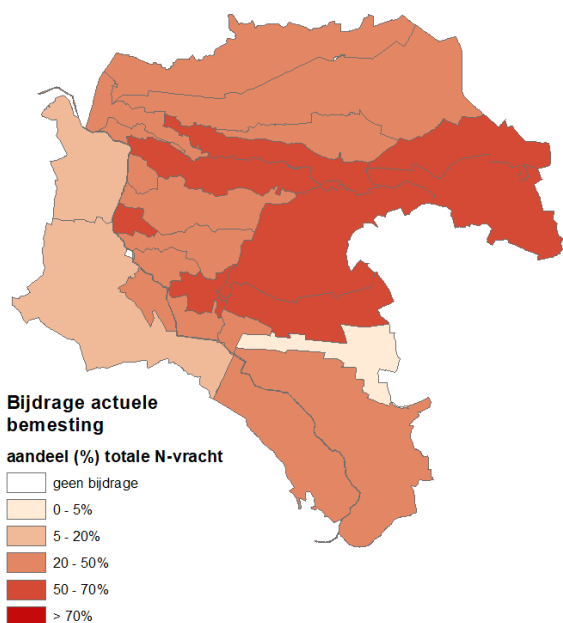 Bijdrage actuele
bemesting
aandeel (%) totale N-vracht
geen bijdrage
0 - 5%
5 - 20%
20 - 50%
50 - 70%
> 70%